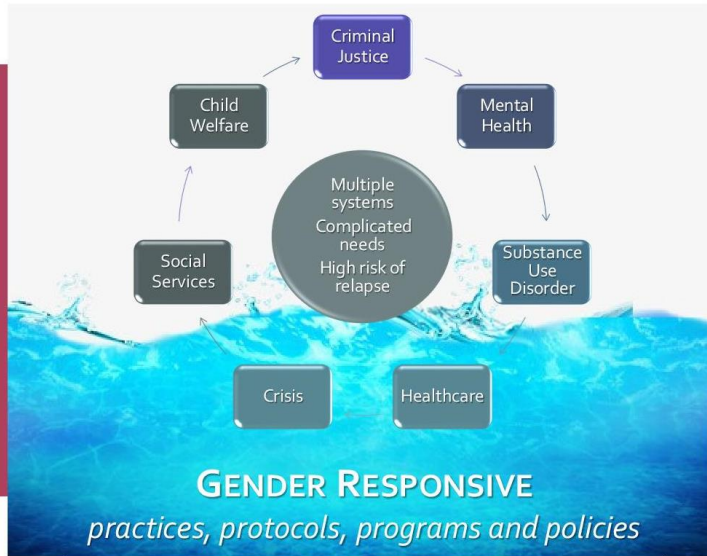 Criminal
Justice
Mental
Health
Substance
Use
Disorder
Healthcare
Crisis
Social
Services
Child
Welfare
Multiple
systems
Complicated
needs
High risk of
relapse
GENDER RESPONSIVE
practices, protocols, programs and policies